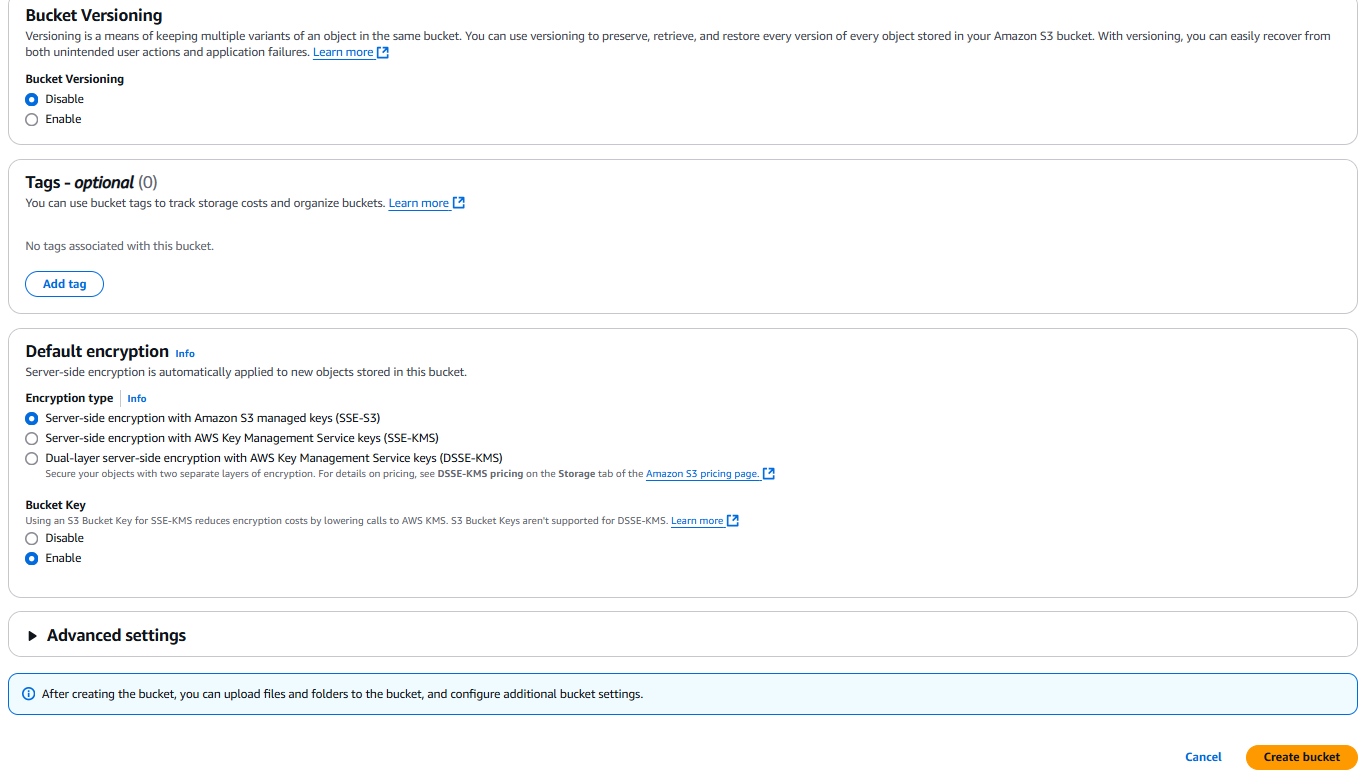 Bucket Versioning
Versioning is a means of keeping multiple variants of an object in the same bucket. You can use versioning to preserve, retrieve, and restore every version of every object stored in your Amazon S3 bucket. With versioning, you can easily recover from
both unintended user actions and application failures. Learn more
Bucket Versioning
Disable
Enable
Tags - optional (0)
You can use bucket tags to track storage costs and organize buckets. Learn more
No tags associated with this bucket.
Add tag
Default encryption Info
Server-side encryption is automatically applied to new objects stored in this bucket.
Encryption type Info
Server-side encryption with Amazon S3 managed keys (SSE-S3)
Server-side encryption with AWS Key Management Service keys (SSE-KMS)
Dual-layer server-side encryption with AWS Key Management Service keys (DSSE-KMS)
Secure your objects with two separate layers of encryption. For details on pricing, see DSSE-KMS pricing on the Storage tab of the Amazon S3 pricing page.
Bucket Key
Using an S3 Bucket Key for SSE-KMS reduces encryption costs by lowering calls to AWS KMS. S3 Bucket Keys aren't supported for DSSE-KMS. Learn more
Disable
Enable
Advanced settings
After creating the bucket, you can upload files and folders to the bucket, and configure additional bucket settings.
Cancel Create bucket